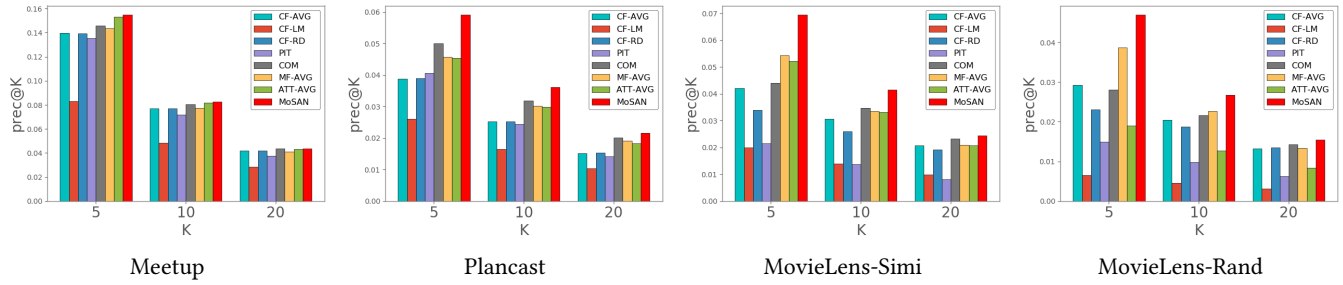 prec@K
0.16
0.14
0.12
0.10
0.08
0.06
0.04
0.02
0.00
5
10
20
K
CF-AVG
CF-LM
CF-RD
PIT
COM
MF-AVG
ATT-AVG
MoSAN
Meetup
prec@K
0.06
0.05
0.04
0.03
0.02
0.01
0.00
5
10
20
K
CF-AVG
CF-LM
CF-RD
PIT
COM
MF-AVG
ATT-AVG
MoSAN
Plancast
prec@K
0.07
0.06
0.05
0.04
0.03
0.02
0.01
0.00
5
10
20
K
CF-AVG
CF-LM
CF-RD
PIT
COM
MF-AVG
ATT-AVG
MoSAN
MovieLens-Simi
prec@K
0.04
0.03
0.02
0.01
0.00
5
10
20
K
CF-AVG
CF-LM
CF-RD
PIT
COM
MF-AVG
ATT-AVG
MoSAN
MovieLens-Rand